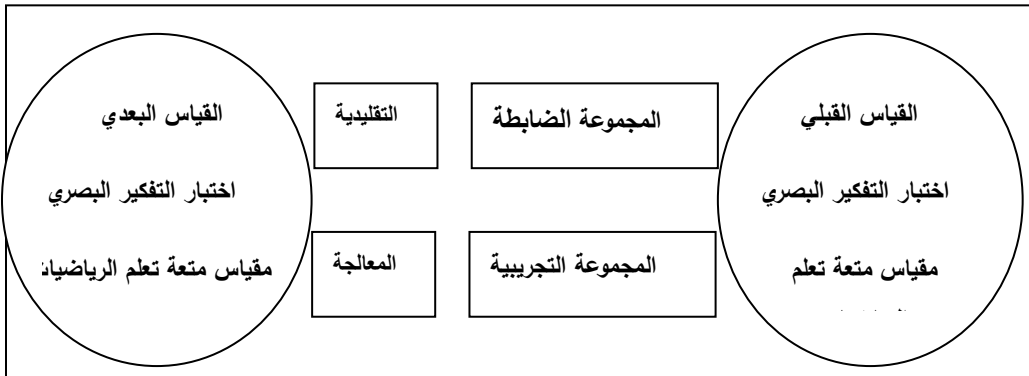 القياس القبلي
اختبار التفكير البصري
مقياس متعة تعلم
المجموعة الضابطة
التقليدية
المجموعة التجريبية
المعالجة
القياس البعدي
اختبار التفكير البصري
مقياس متعة تعلم